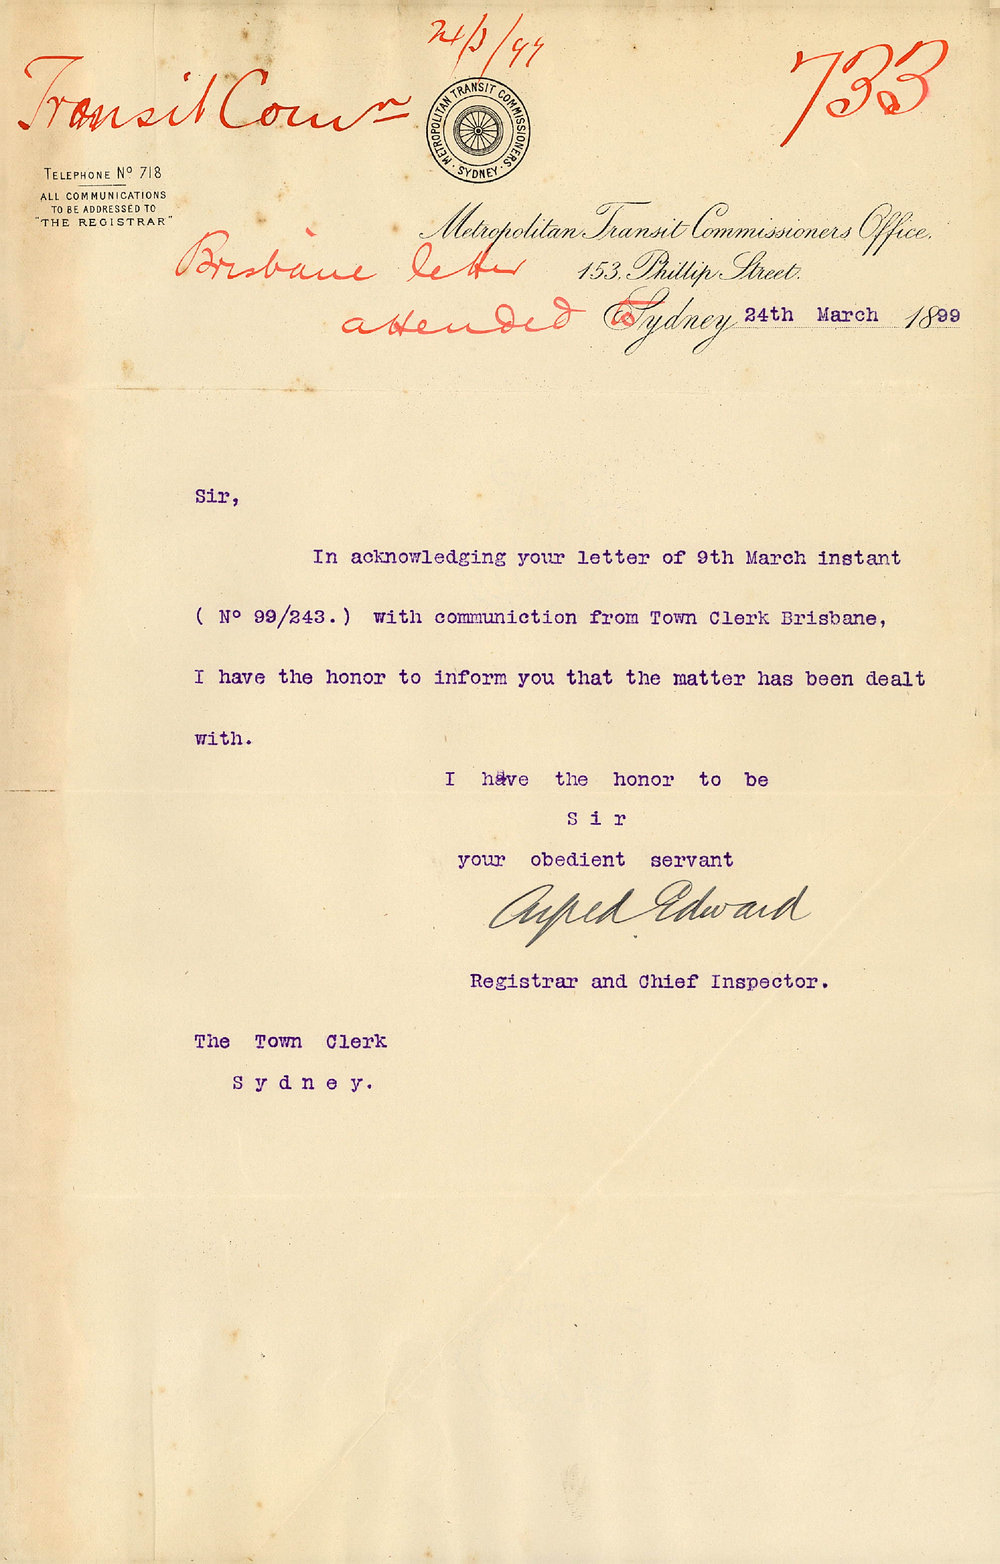 24/3/99
Transit Comrn
733
METROPOLITAN TRANSIT COMMISSIONERS
· SYDNEY ·
TELEPHONE No 718
ALL COMMUNICATIONS
TO BE ADDRESSED TO
"THE REGISTRAR"
Metropolitan Transit Commissioners Office,
153, Phillip Street.
Brisbane letter
attended to
Sydney 24th March 1899
Sir,
In acknowledging your letter of 9th March instant
( No 99/243.) with communiction from Town Clerk Brisbane,
I have the honor to inform you that the matter has been dealt
with.
I have the honor to be
S i r
your obedient servant
Alfred Edward
Registrar and Chief Inspector.
The Town Clerk
S y d n e y.